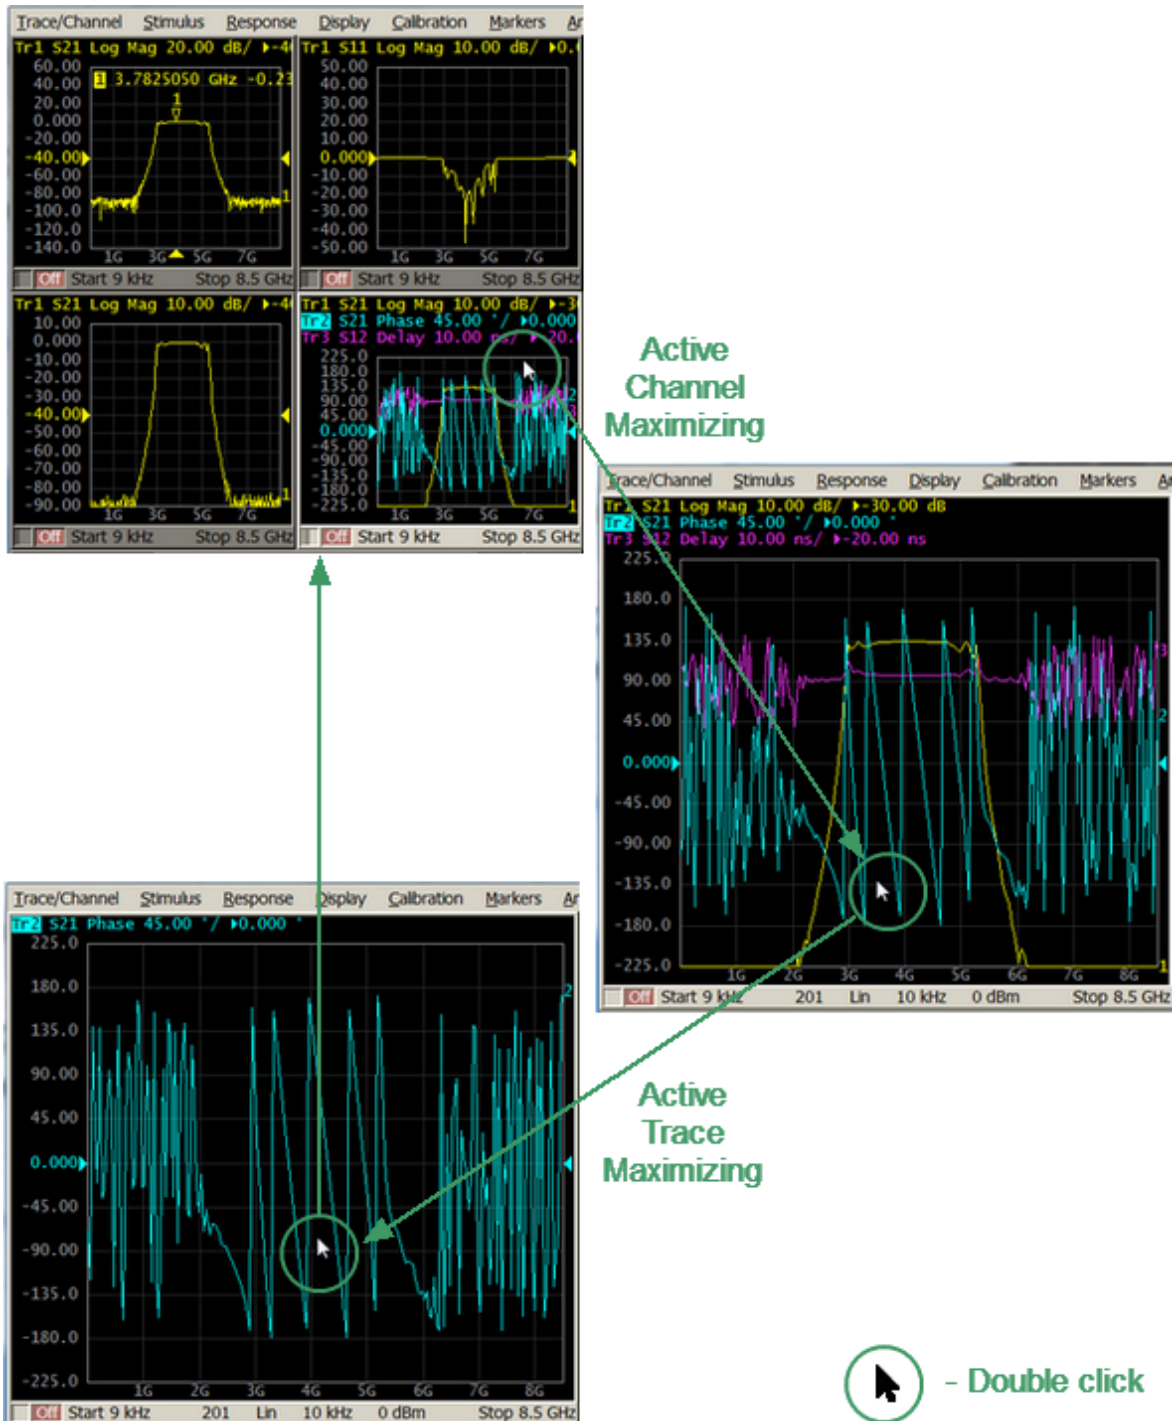 Trace/Channel Stimulus Response Display Calibration Markers
Tr1 S21 Log Mag 20.00 dB/
60.00
40.00
20.00
0.000
-20.00
-40.00
-60.00
-80.00
-100.0
-120.0
-140.0
1 3.7825050 GHz -0.23
1
1
1G 3G 5G 7G
Off Start 9 kHz Stop 8.5 GHz
Tr1 S11 Log Mag 10.00 dB/
50.00
40.00
30.00
20.00
10.00
0.000
-10.00
-20.00
-30.00
-40.00
-50.00
1G 3G 5G 7G
Off Start 9 kHz Stop 8.5 GHz
Tr1 S21 Log Mag 10.00 dB/
10.00
0.000
-10.00
-20.00
-30.00
-40.00
-50.00
-60.00
-70.00
-80.00
-90.00
1
1G 3G 5G 7G
Off Start 9 kHz Stop 8.5 GHz
Tr1 S21 Log Mag 10.00 dB/
Tr2 S21 Phase 45.00 °/ 0.000
Tr3 S12 Delay 10.00 ns/
225.0
180.0
135.0
90.00
45.00
0.000
-45.00
-90.00
-135.0
-180.0
-225.0
1G 3G 5G 7G
Off Start 9 kHz Stop 8.5 GHz
Active
Channel
Maximizing
Trace/Channel Stimulus Response Display Calibration Markers
Tr1 S21 Log Mag 10.00 dB/ -30.00 dB
Tr2 S21 Phase 45.00 °/ 0.000 °
Tr3 S12 Delay 10.00 ns/ -20.00 ns
225.0
180.0
135.0
90.00
45.00
0.000
-45.00
-90.00
-135.0
-180.0
-225.0
3
2
1
1G 2G 3G 4G 5G 6G 7G 8G
Off Start 9 kHz 201 Lin 10 kHz 0 dBm Stop 8.5 GHz
Trace/Channel Stimulus Response Display Calibration Markers
Tr2 S21 Phase 45.00 °/ 0.000 °
225.0
180.0
135.0
90.00
45.00
0.000
-45.00
-90.00
-135.0
-180.0
-225.0
2
1G 2G 3G 4G 5G 6G 7G 8G
Off Start 9 kHz 201 Lin 10 kHz 0 dBm Stop 8.5 GHz
Active
Trace
Maximizing
- Double click